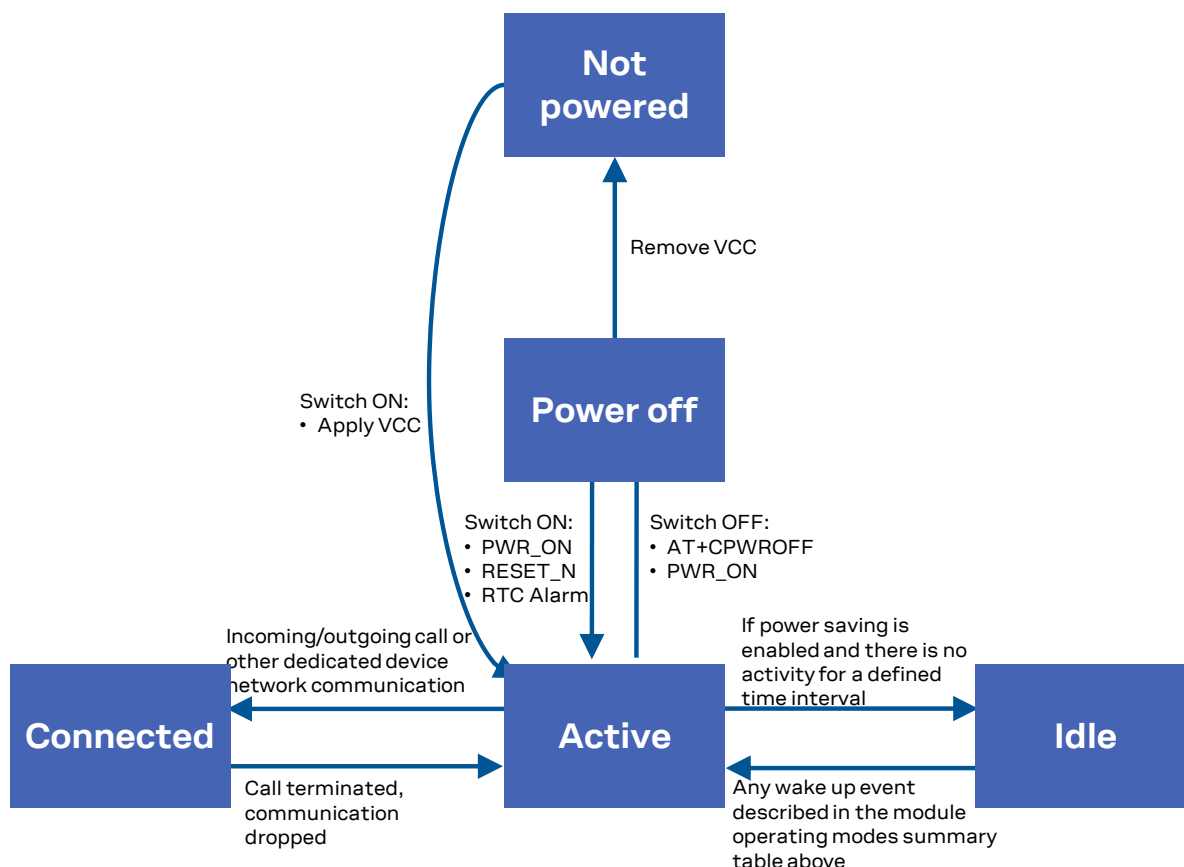 Not
powered
Remove VCC
Switch ON:
• Apply VCC
Power off
Switch ON:
• PWR_ON
• RESET_N
• RTC Alarm
Switch OFF:
• AT+CPWROFF
• PWR_ON
Incoming/outgoing call or
other dedicated device
network communication
If power saving is
enabled and there is no
activity for a defined
time interval
Connected
Active
Idle
Call terminated,
communication
dropped
Any wake up event
described in the module
operating modes summary
table above